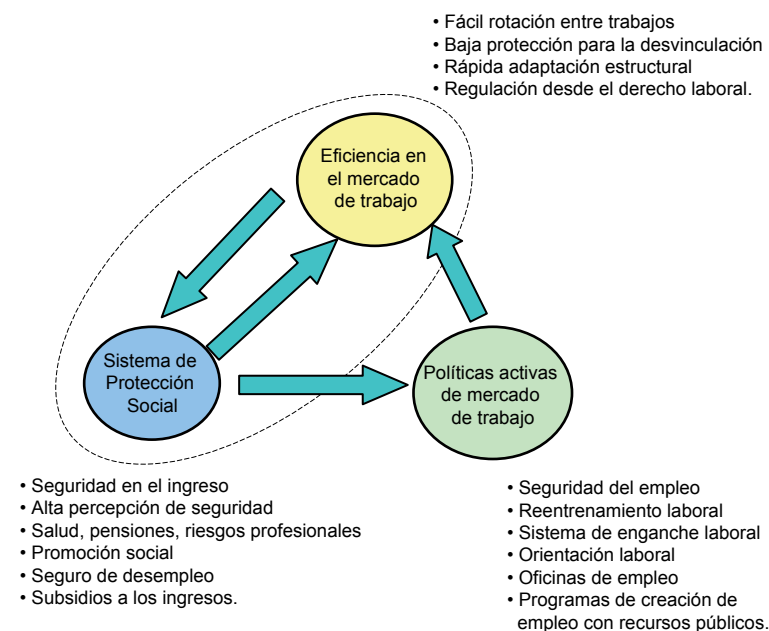 • Fácil rotación entre trabajos
• Baja protección para la desvinculación
• Rápida adaptación estructural
• Regulación desde el derecho laboral.
Eficiencia en
el mercado
de trabajo
Sistema de
Protección
Social
Políticas activas
de mercado
de trabajo
• Seguridad en el ingreso
• Alta percepción de seguridad
• Salud, pensiones, riesgos profesionales
• Promoción social
• Seguro de desempleo
• Subsidios a los ingresos.
• Seguridad del empleo
• Reentrenamiento laboral
• Sistema de enganche laboral
• Orientación laboral
• Oficinas de empleo
• Programas de creación de
empleo con recursos públicos.